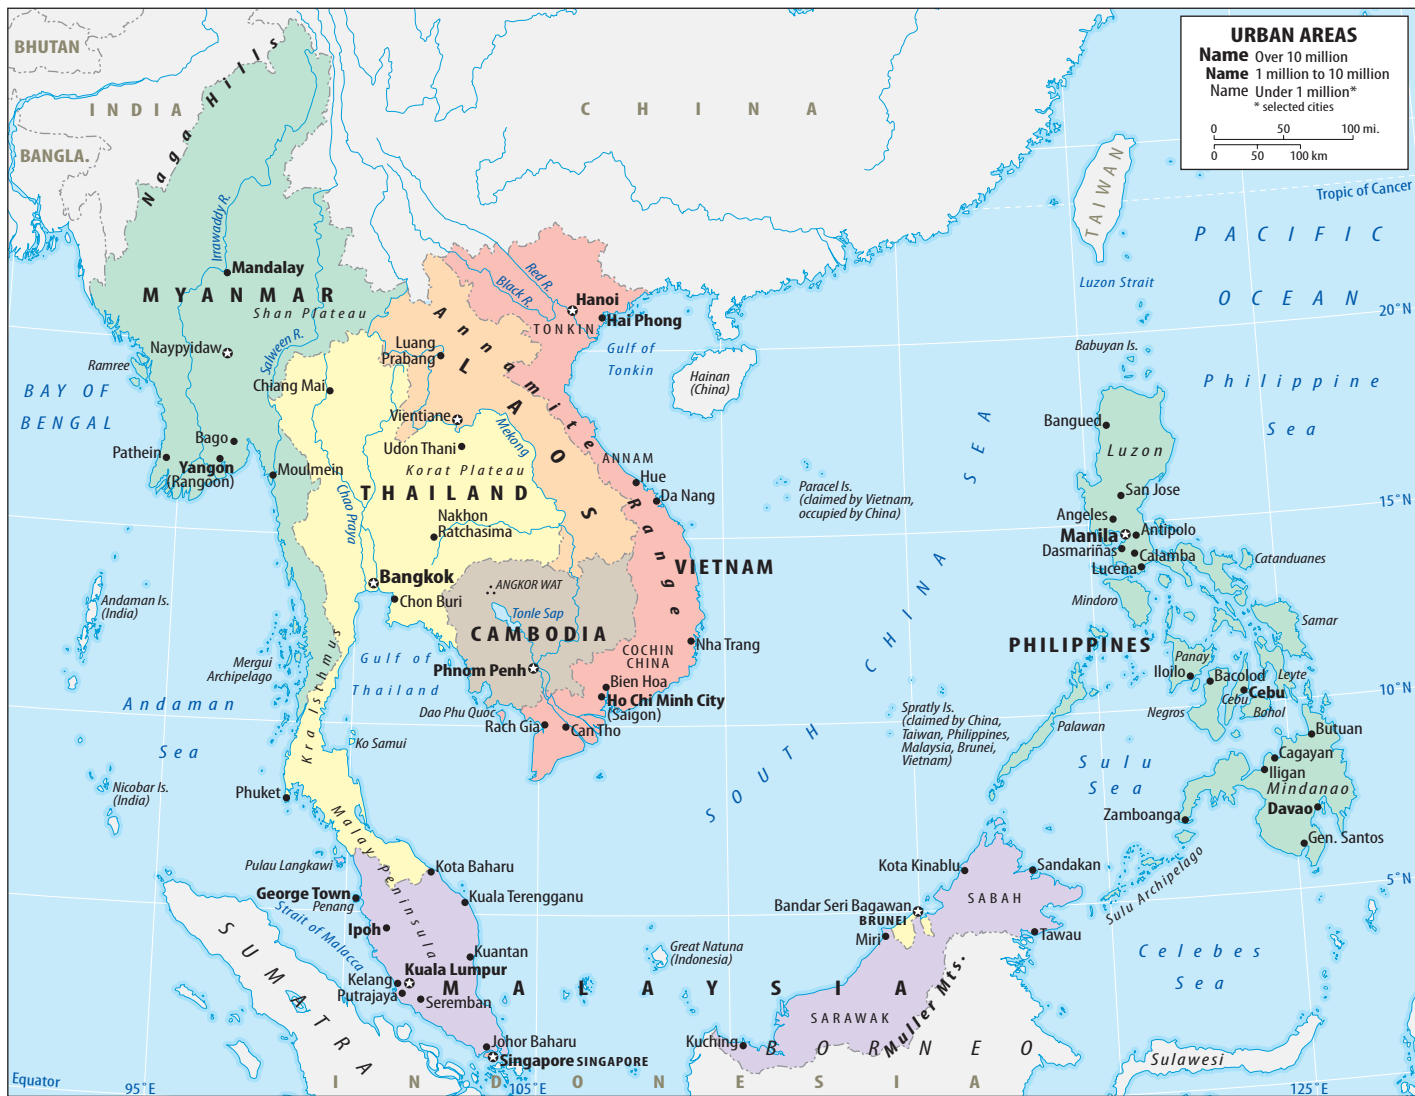 URBAN AREAS
Name Over 10 million
Name 1 million to 10 million
Name Under 1 million*
* selected cities
0 50 100 mi.
0 50 100 km
BHUTAN
INDIA
BANGLA.
CHINA
TAIWAN
Tropic of Cancer
PACIFIC
OCEAN
Naga Hills
Irrawaddy R.
Mandalay
MYANMAR
Shan Plateau
Naypyidaw
Salween R.
Ramree
BAY OF
BENGAL
Chiang Mai
Bago
Pathein
Yangon
(Rangoon)
Moulmein
Red R.
Black R.
Hanoi
TONKIN
Hai Phong
Gulf of
Tonkin
Hainan
(China)
Luzon Strait
20°N
Babuyan Is.
Philippine
Sea
Annamite Range
Luang
Prabang
LAOS
Vientiane
Mekong
Udon Thani
Korat Plateau
THAILAND
Chao Praya
Nakhon
Ratchasima
ANNAM
Hue
Da Nang
Paracel Is.
(claimed by Vietnam,
occupied by China)
SOUTH CHINA SEA
Bangued
Luzon
San Jose
15°N
Angeles
Manila
Antipolo
Dasmariñas
Calamba
Lucena
Catanduanes
Mindoro
VIETNAM
Bangkok
Chon Buri
ANGKOR WAT
Tonle Sap
CAMBODIA
Phnom Penh
COCHIN
CHINA
Nha Trang
Bien Hoa
Ho Chi Minh City
(Saigon)
Dao Phu Quoc
Rach Gia
Can Tho
Andaman Is.
(India)
Mergui
Archipelago
Kra Isthmus
Gulf of
Thailand
Andaman
Sea
Ko Samui
Nicobar Is.
(India)
Phuket
PHILIPPINES
Samar
Panay
Iloilo
Bacolod
Leyte
Cebu
Cebu
Bohol
Negros
10°N
Palawan
Spratly Is.
(claimed by China,
Taiwan, Philippines,
Malaysia, Brunei,
Vietnam)
Butuan
Sulu
Sea
Cagayan
Iligan
Mindanao
Davao
Zamboanga
Gen. Santos
Sulu Archipelago
5°N
Malay Peninsula
Pulau Langkawi
Kota Baharu
George Town
Penang
Kuala Terengganu
Strait of Malacca
Ipoh
Kuantan
Kuala Lumpur
Kelang
Putrajaya
Seremban
MALAYSIA
Great Natuna
(Indonesia)
Kota Kinablu
Sandakan
SABAH
Bandar Seri Bagawan
BRUNEI
Miri
Tawau
Celebes
Sea
SARAWAK
Muller Mts.
Kuching
BORNEO
SUMATRA
Johor Baharu
Singapore SINGAPORE
Sulawesi
Equator
INDONESIA
95°E
105°E
125°E